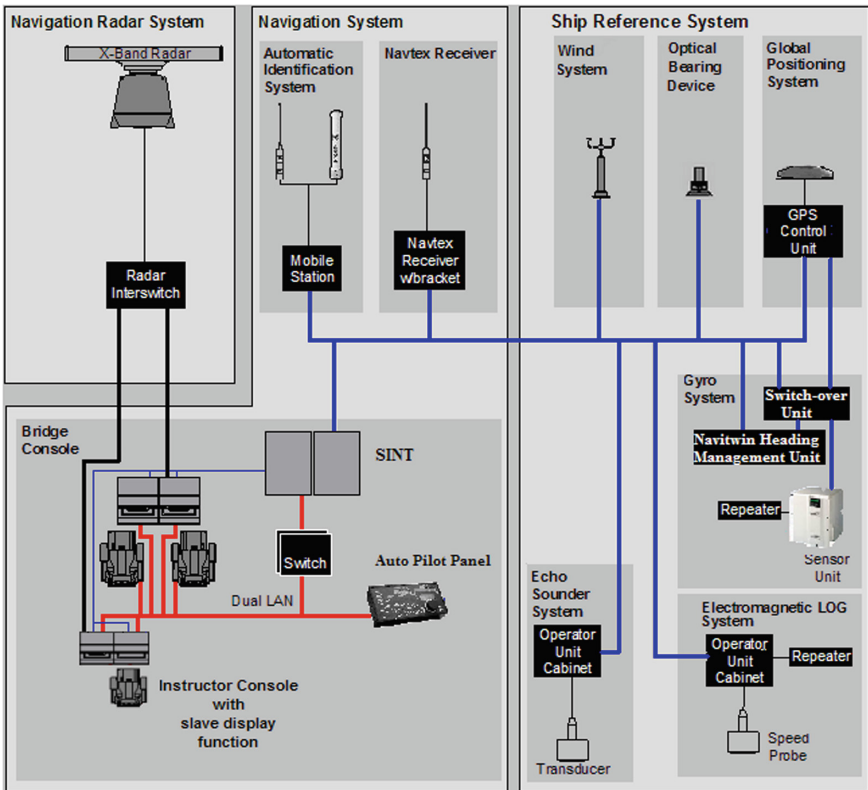 Navigation Radar System
X-Band Radar
Radar
Interswitch
Navigation System
Automatic
Identification
System
Mobile
Station
Navtex Receiver
Navtex
Receiver
w/bracket
Ship Reference System
Wind
System
Optical
Bearing
Device
Global
Positioning
System
GPS
Control
Unit
Gyro
System
Switch-over
Unit
Navitwin Heading
Management Unit
Repeater
Sensor
Unit
Bridge
Console
SINT
Switch
Auto Pilot Panel
Dual LAN
Instructor Console
with
slave display
function
Echo
Sounder
System
Operator
Unit
Cabinet
Transducer
Electromagnetic LOG
System
Operator
Unit
Cabinet
Repeater
Speed
Probe